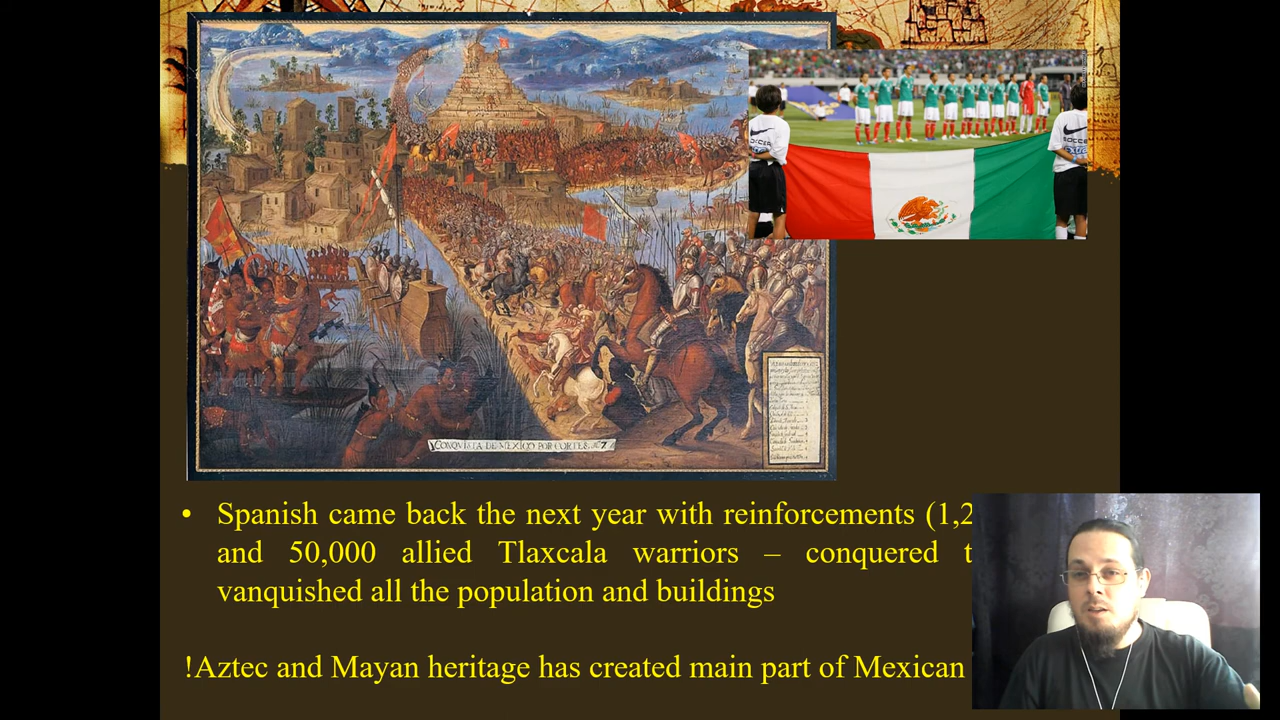 CONQVISTA DE MEXICO POR CORTES. 7
SOCCER
• Spanish came back the next year with reinforcements (1,2
and 50,000 allied Tlaxcala warriors – conquered t
vanquished all the population and buildings
!Aztec and Mayan heritage has created main part of Mexican